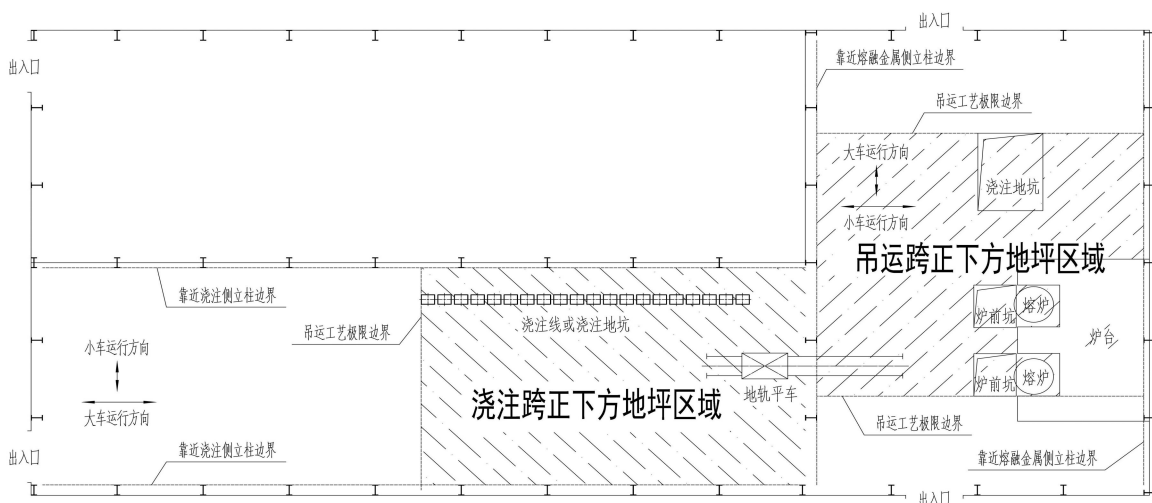 出入口
出入口
靠近熔融金属侧立柱边界
吊运工艺极限边界
大车运行方向
小车运行方向
浇注地坑
吊运跨正下方地坪区域
靠近浇注侧立柱边界
吊运工艺极限边界
浇注线或浇注地坑
炉前坑
熔炉
炉台
小车运行方向
大车运行方向
地轨平车
炉前坑
熔炉
浇注跨正下方地坪区域
吊运工艺极限边界
靠近浇注侧立柱边界
出入口
靠近熔融金属侧立柱边界
出入口